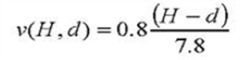 v(H, d) = 0.8 (H − d) / 7.8